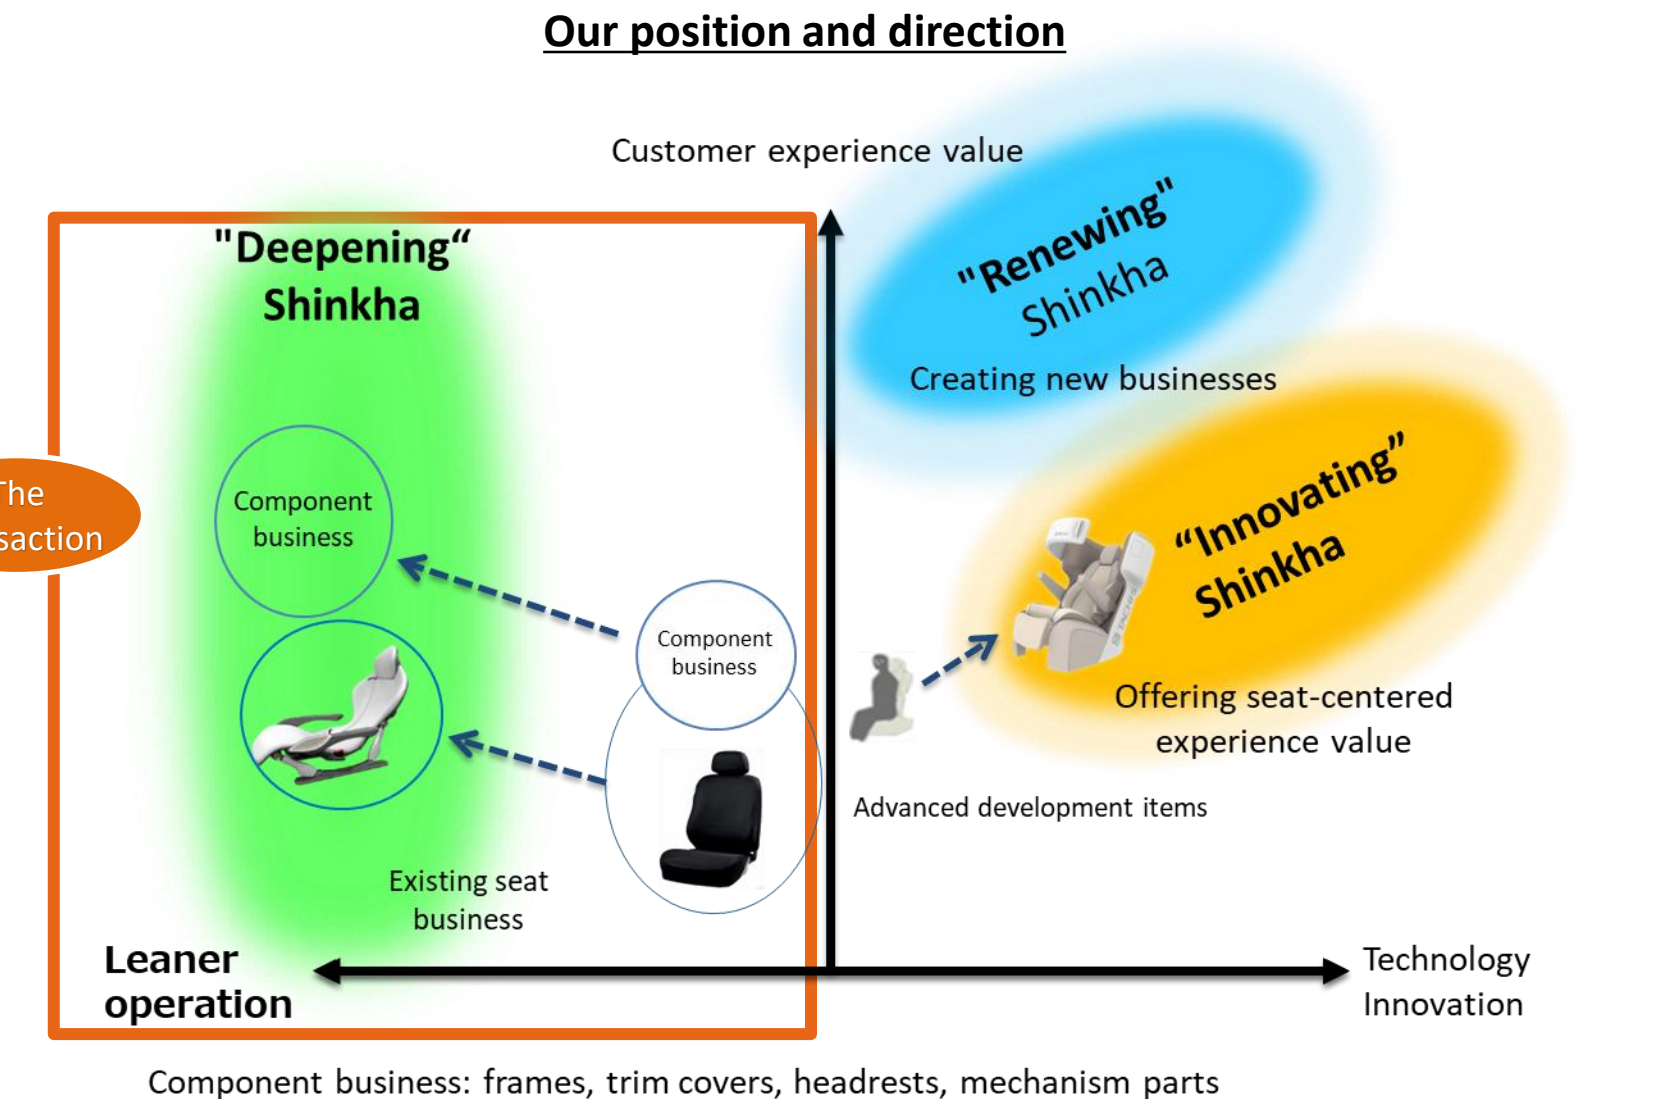 Our position and direction
Customer experience value
"Deepening“
Shinkha
"Renewing"
Shinkha
Creating new businesses
“Innovating”
Shinkha
The
saction
Component
business
Component
business
Offering seat-centered
experience value
Advanced development items
Existing seat
business
Leaner
operation
Technology
Innovation
Component business: frames, trim covers, headrests, mechanism parts